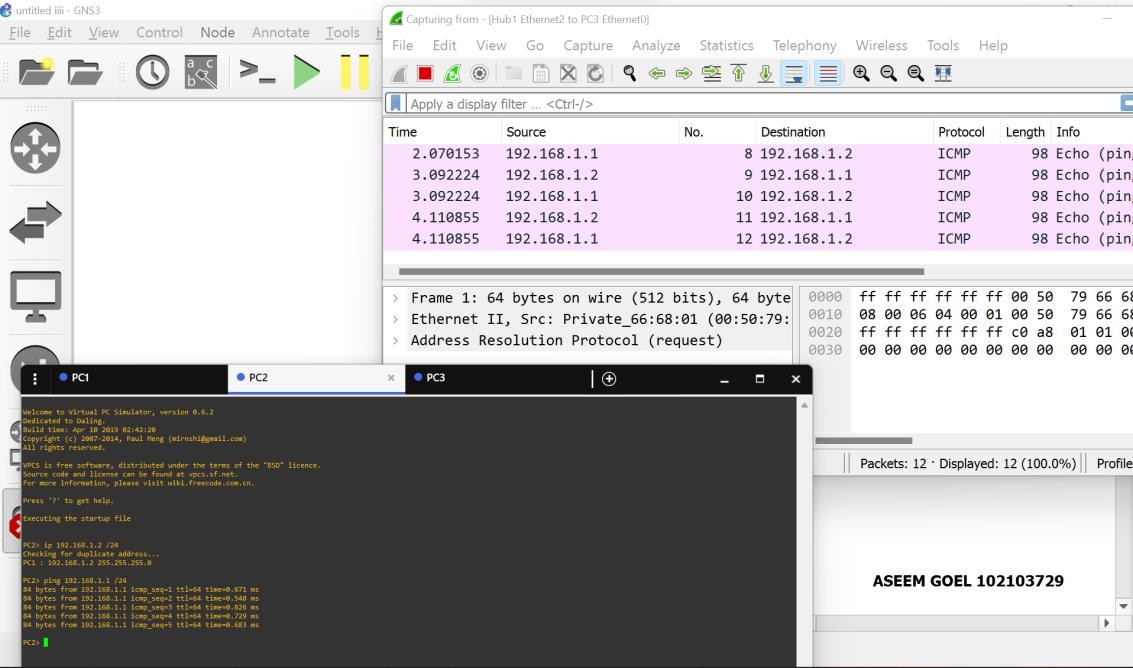 untitled iiii - GNS3
File Edit View Control Node Annotate Tools H
a c
Capturing from - [Hub1 Ethernet2 to PC3 Ethernet0]
File Edit View Go Capture Analyze Statistics Telephony Wireless Tools Help
Apply a display filter ... <Ctrl-/>
Time Source No. Destination Protocol Length Info
2.070153 192.168.1.1 8 192.168.1.2 ICMP 98 Echo (ping
3.092224 192.168.1.2 9 192.168.1.1 ICMP 98 Echo (ping
3.092224 192.168.1.1 10 192.168.1.2 ICMP 98 Echo (ping
4.110855 192.168.1.2 11 192.168.1.1 ICMP 98 Echo (ping
4.110855 192.168.1.1 12 192.168.1.2 ICMP 98 Echo (ping
Frame 1: 64 bytes on wire (512 bits), 64 byte
Ethernet II, Src: Private_66:68:01 (00:50:79:
Address Resolution Protocol (request)
0000 ff ff ff ff ff ff 00 50 79 66 68
0010 08 00 06 04 00 01 00 50 79 66 68
0020 ff ff ff ff ff ff c0 a8 01 01 00
0030 00 00 00 00 00 00 00 00 00 00 00
Packets: 12 · Displayed: 12 (100.0%) Profile
PC1 PC2 PC3
Welcome to Virtual PC Simulator, version 0.6.2
Dedicated to Daling.
Build time: Apr 10 2019 02:42:20
Copyright (c) 2007-2014, Paul Meng (mirnshi@gmail.com)
All rights reserved.
VPCS is free software, distributed under the terms of the "BSD" licence.
Source code and license can be found at vpcs.sf.net.
For more information, please visit wiki.freecode.com.cn.
Press '?' to get help.
Executing the startup file
PC2> ip 192.168.1.2 /24
Checking for duplicate address...
PC1 : 192.168.1.2 255.255.255.0
PC2> ping 192.168.1.1 /24
84 bytes from 192.168.1.1 icmp_seq=1 ttl=64 time=0.671 ms
84 bytes from 192.168.1.1 icmp_seq=2 ttl=64 time=0.548 ms
84 bytes from 192.168.1.1 icmp_seq=3 ttl=64 time=0.826 ms
84 bytes from 192.168.1.1 icmp_seq=4 ttl=64 time=0.729 ms
84 bytes from 192.168.1.1 icmp_seq=5 ttl=64 time=0.683 ms
PC2>
ASEEM GOEL 102103729